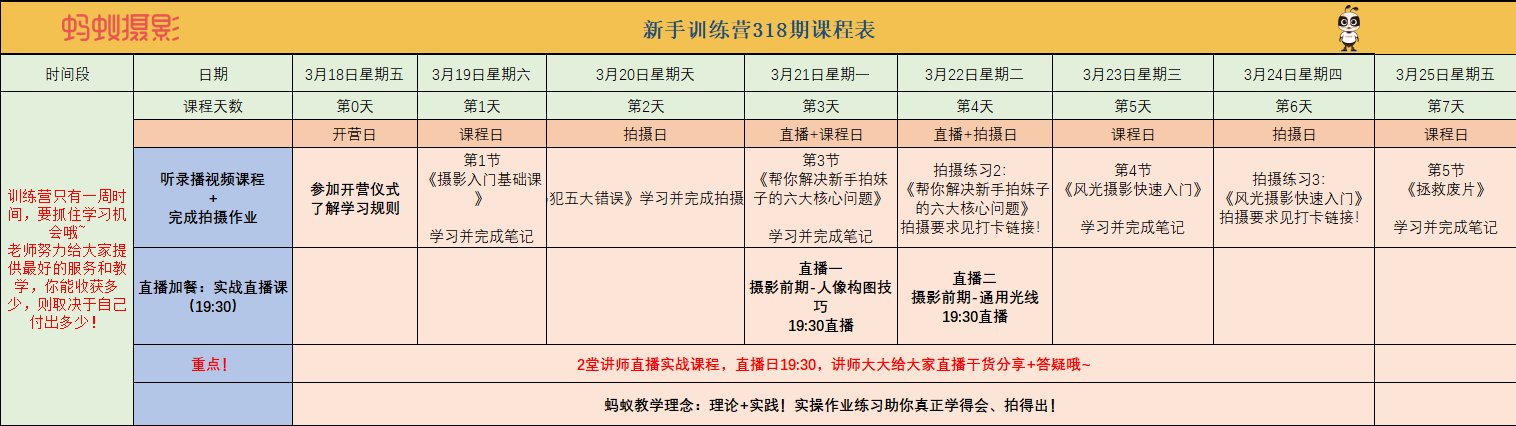 蚂蚁摄影
新手训练营318期课程表
时间段
日期
3月18日星期五
3月19日星期六
3月20日星期天
3月21日星期一
3月22日星期二
3月23日星期三
3月24日星期四
3月25日星期五
课程天数
第0天
第1天
第2天
第3天
第4天
第5天
第6天
第7天
开营日
课程日
拍摄日
直播+课程日
直播+拍摄日
课程日
拍摄日
课程日
训练营只有一周时
间，要抓住学习机
会哦~
老师努力给大家提
供最好的服务和教
学，你能收获多
少，则取决于自己
付出多少！
听录播视频课程
+
完成拍摄作业
参加开营仪式
了解学习规则
第1节
《摄影入门基础课
》
学习并完成笔记
犯五大错误》学习并完成拍摄
第3节
《帮你解决新手拍妹
子的六大核心问题》
学习并完成笔记
拍摄练习2：
《帮你解决新手拍妹子
的六大核心问题》
拍摄要求见打卡链接！
第4节
《风光摄影快速入门》
学习并完成笔记
拍摄练习3：
《风光摄影快速入门》
拍摄要求见打卡链接！
第5节
《拯救废片》
学习并完成笔记
直播加餐：实战直播课
（19:30）
直播一
摄影前期-人像构图技
巧
19:30直播
直播二
摄影前期-通用光线
19:30直播
重点！
2堂讲师直播实战课程，直播日19:30，讲师大大给大家直播干货分享+答疑哦~
蚂蚁教学理念：理论+实践！实操作业练习助你真正学得会、拍得出！